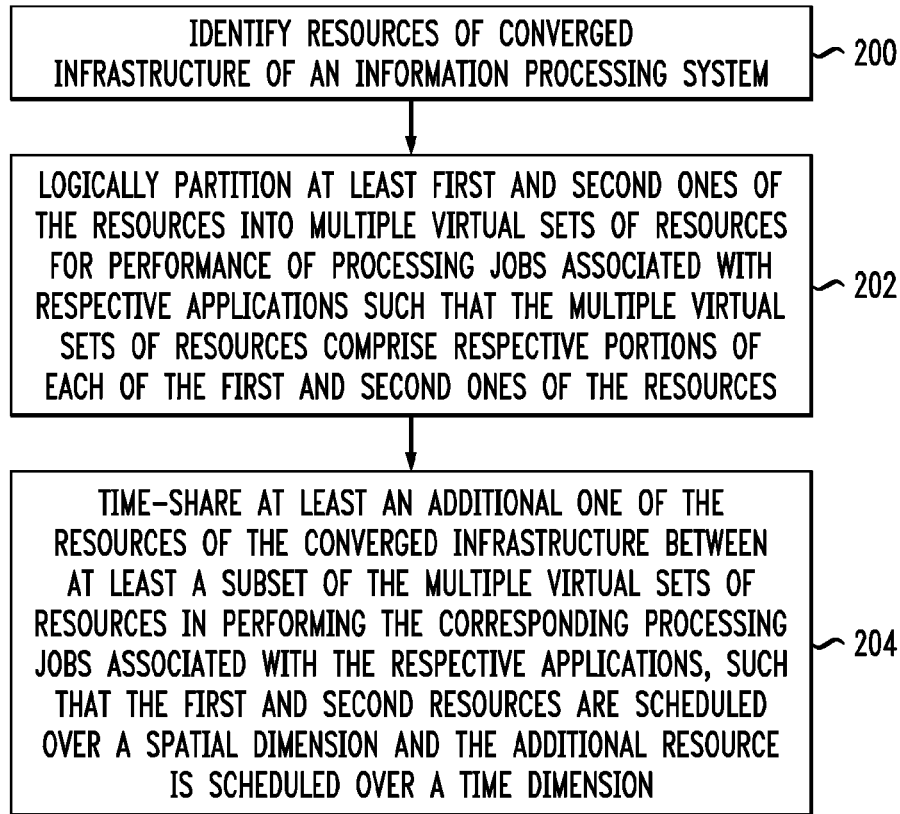 IDENTIFY RESOURCES OF CONVERGED
INFRASTRUCTURE OF AN INFORMATION PROCESSING SYSTEM
200
LOGICALLY PARTITION AT LEAST FIRST AND SECOND ONES OF
THE RESOURCES INTO MULTIPLE VIRTUAL SETS OF RESOURCES
FOR PERFORMANCE OF PROCESSING JOBS ASSOCIATED WITH
RESPECTIVE APPLICATIONS SUCH THAT THE MULTIPLE VIRTUAL
SETS OF RESOURCES COMPRISE RESPECTIVE PORTIONS OF
EACH OF THE FIRST AND SECOND ONES OF THE RESOURCES
202
TIME-SHARE AT LEAST AN ADDITIONAL ONE OF THE
RESOURCES OF THE CONVERGED INFRASTRUCTURE BETWEEN
AT LEAST A SUBSET OF THE MULTIPLE VIRTUAL SETS OF
RESOURCES IN PERFORMING THE CORRESPONDING PROCESSING
JOBS ASSOCIATED WITH THE RESPECTIVE APPLICATIONS, SUCH
THAT THE FIRST AND SECOND RESOURCES ARE SCHEDULED
OVER A SPATIAL DIMENSION AND THE ADDITIONAL RESOURCE
IS SCHEDULED OVER A TIME DIMENSION
204